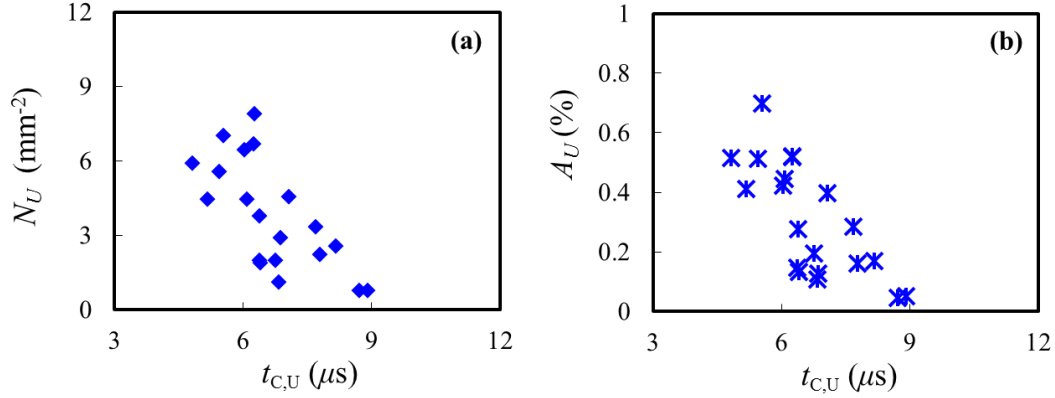 (a)
12
9
6
3
0
N_U (mm⁻²)
3 6 9 12
t_C,U (μs)
(b)
1
0.8
0.6
0.4
0.2
0
A_U (%)
3 6 9 12
t_C,U (μs)